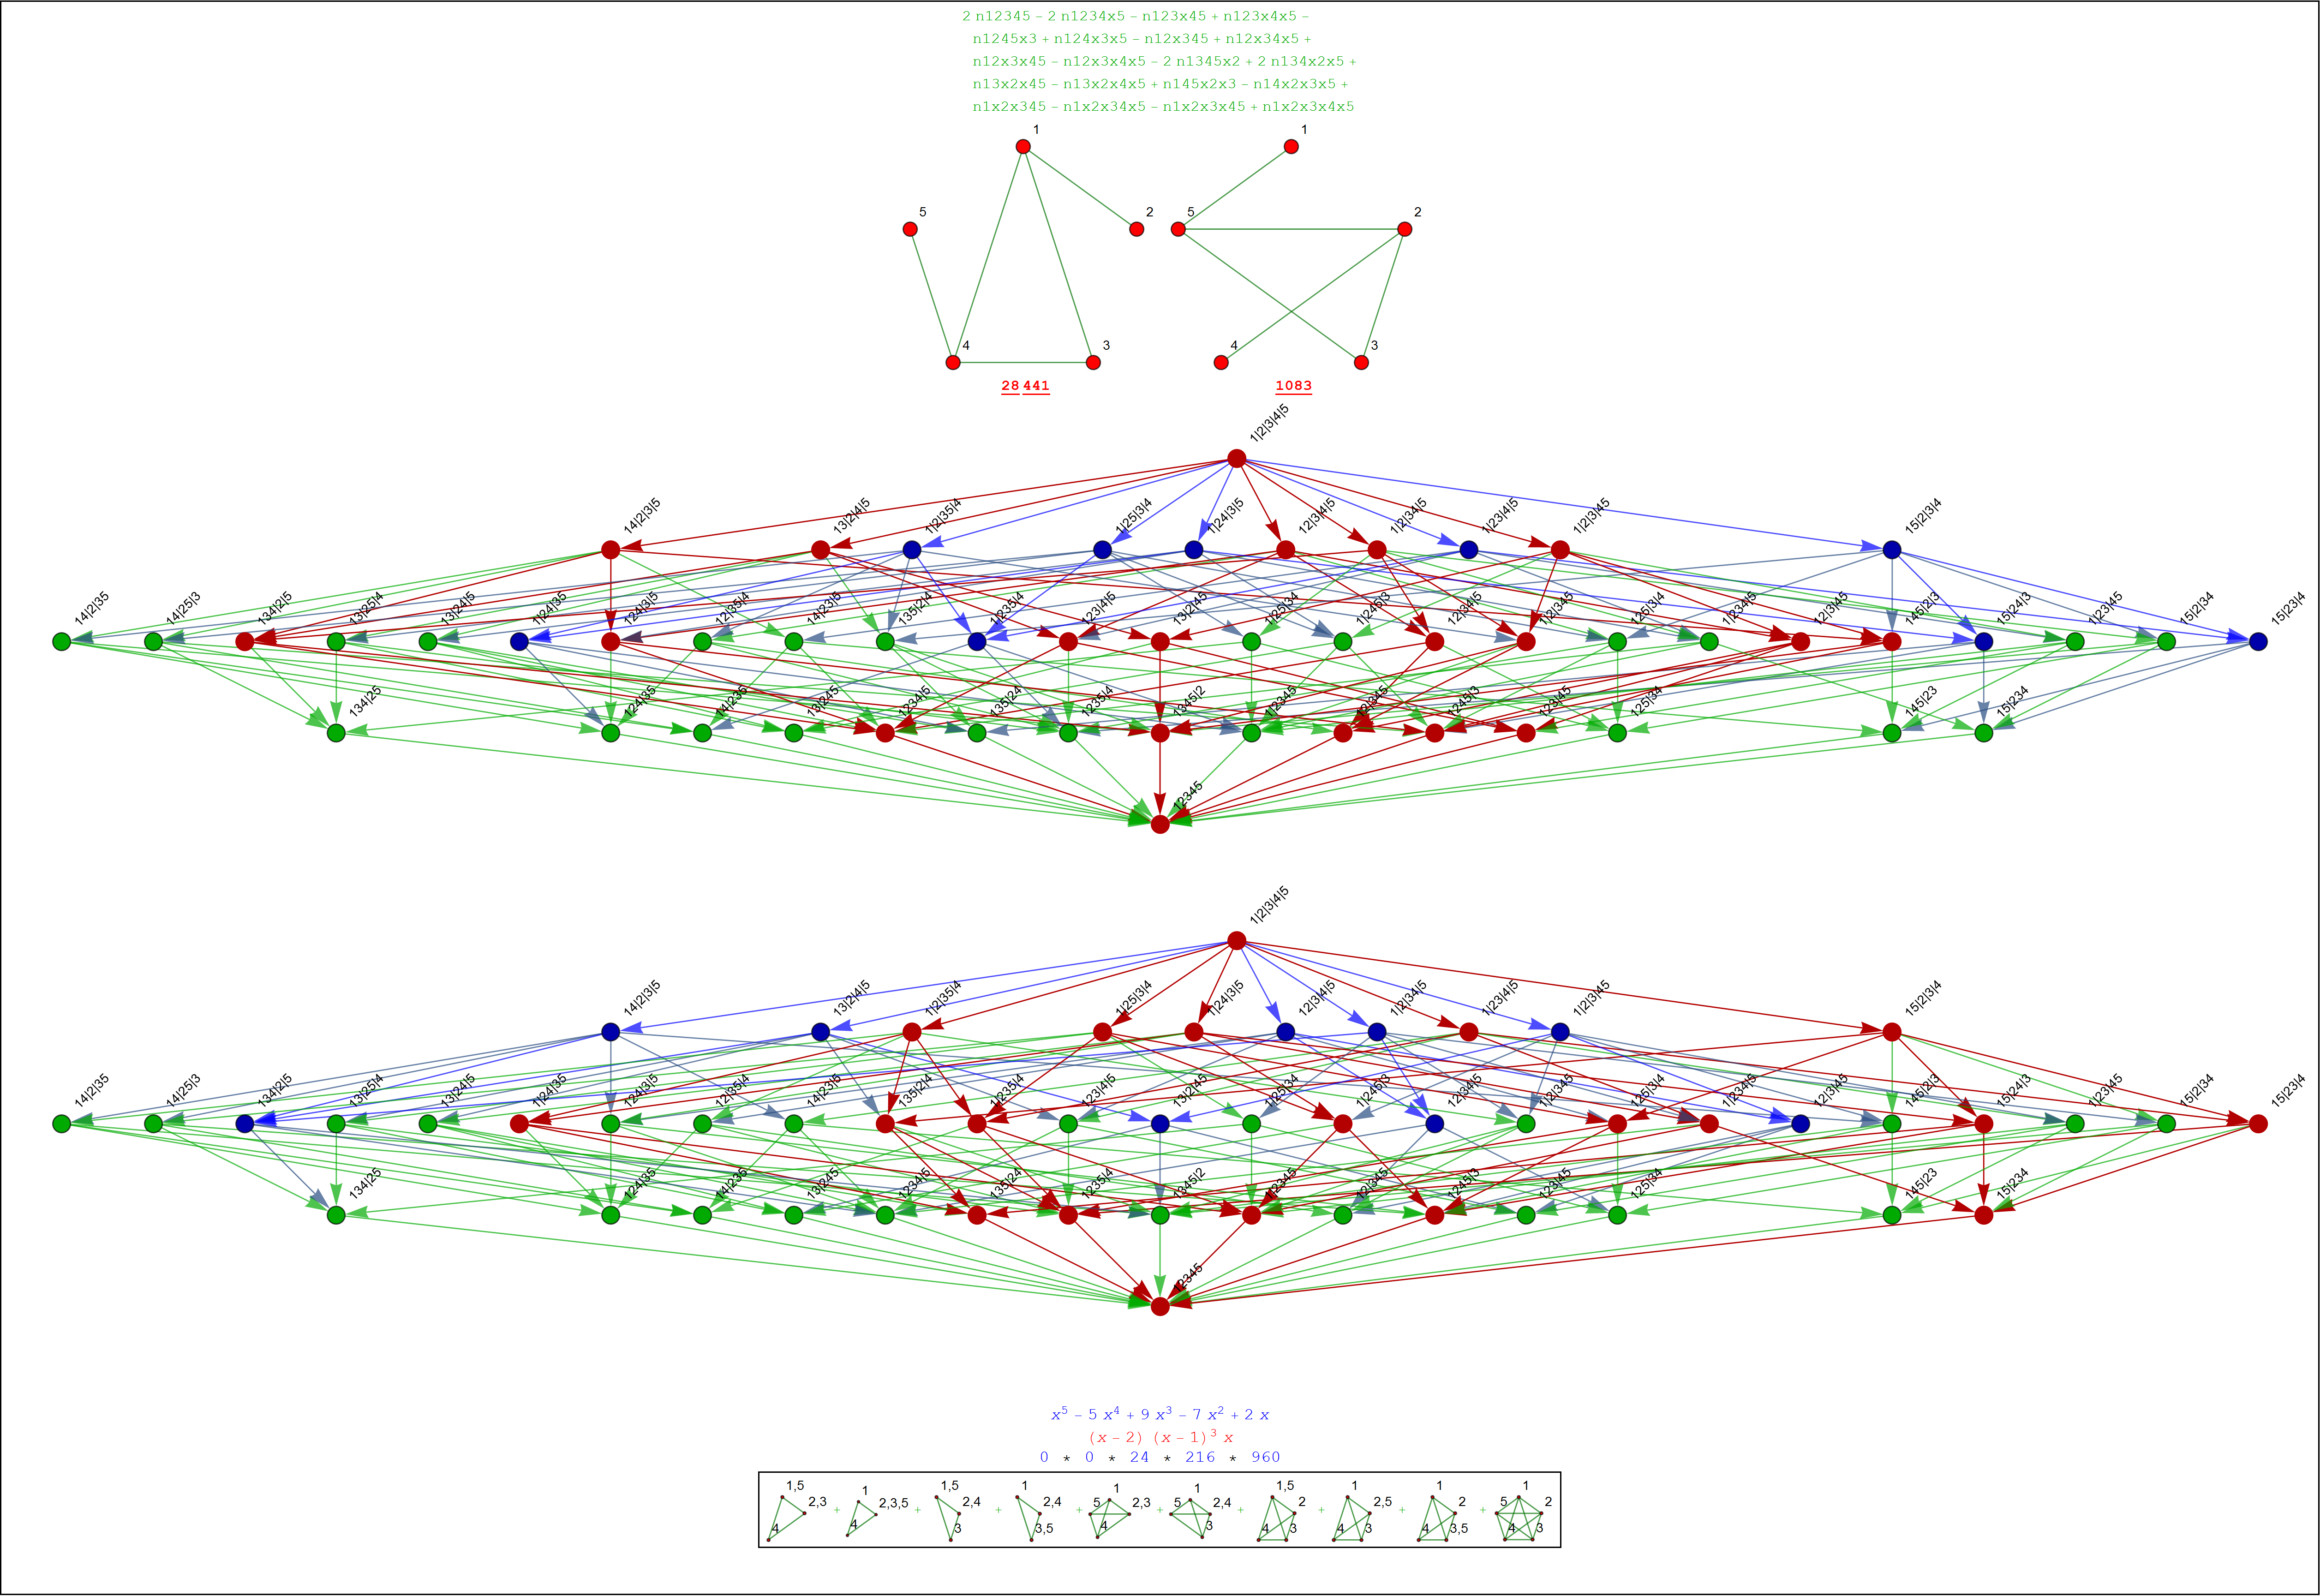 2 n12345 − 2 n1234x5 − n123x45 + n123x4x5 −
n1245x3 + n124x3x5 − n12x345 + n12x34x5 +
n12x3x45 − n12x3x4x5 − 2 n1345x2 + 2 n134x2x5 +
n13x2x45 − n13x2x4x5 + n145x2x3 − n14x2x3x5 +
n1x2x345 − n1x2x34x5 − n1x2x3x45 + n1x2x3x4x5
1 1
5 2 5 2
4 3 4 3
28 441 1083
1|2|3|4|5
14|2|3|5 13|2|4|5 1|2|35|4 1|25|3|4 1|24|3|5 12|3|4|5 1|2|34|5 1|23|4|5 1|2|3|45 15|2|3|4
14|2|35 14|25|3 134|2|5 13|25|4 13|24|5 1|24|35 124|3|5 12|35|4 14|23|5 135|2|4 1|235|4 123|4|5 13|2|45 1|25|34 1|245|3 12|34|5 1|2|345 125|3|4 1|234|5 12|3|45 145|2|3 15|24|3 1|23|45 15|2|34 15|23|4
134|25 124|35 14|235 13|245 1234|5 135|24 1235|4 1345|2 1|2345 12|345 1245|3 123|45 125|34 145|23 15|234
12345
1|2|3|4|5
14|2|3|5 13|2|4|5 1|2|35|4 1|25|3|4 1|24|3|5 12|3|4|5 1|2|34|5 1|23|4|5 1|2|3|45 15|2|3|4
14|2|35 14|25|3 134|2|5 13|25|4 13|24|5 1|24|35 124|3|5 12|35|4 14|23|5 135|2|4 1|235|4 123|4|5 13|2|45 1|25|34 1|245|3 12|34|5 1|2|345 125|3|4 1|234|5 12|3|45 145|2|3 15|24|3 1|23|45 15|2|34 15|23|4
134|25 124|35 14|235 13|245 1234|5 135|24 1235|4 1345|2 1|2345 12|345 1245|3 123|45 125|34 145|23 15|234
12345
x⁵ − 5 x⁴ + 9 x³ − 7 x² + 2 x
(x − 2) (x − 1)³ x
0 * 0 * 24 * 216 * 960
1,5 2,3 4 + 1 2,3,5 4 + 1,5 2,4 3 + 1 2,4 3,5 + 1 5 2,3 4 + 1 5 2,4 3 + 1,5 2 4 3 + 1 2,5 4 3 + 1 2 4 3,5 + 1 5 2 4 3